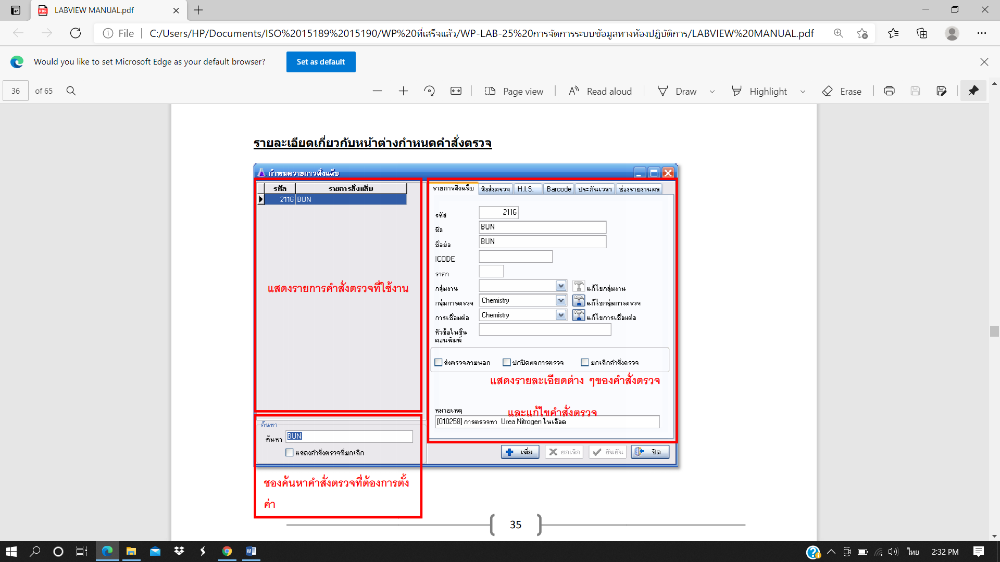 LABVIEW MANUAL.pdf
File
C:/Users/HP/Documents/ISO%2015189%2015190/WP%20ที่เสร็จแล้ว/WP-LAB-25%20การจัดการระบบข้อมูลทางห้องปฏิบัติการ/LABVIEW%20MANUAL.pdf
Would you like to set Microsoft Edge as your default browser?
Set as default
36 of 65
Page view
Read aloud
Draw
Highlight
Erase
รายละเอียดเกี่ยวกับหน้าต่างกำหนดคำสั่งตรวจ
กำหนดรายการสั่งแล็บ
รหัส รายการสั่งแล็บ
2116 BUN
แสดงรายการคำสั่งตรวจที่ใช้งาน
ค้นหา
ค้นหา BUN
แสดงคำสั่งตรวจที่ยกเลิก
ชองค้นหาคำสั่งตรวจที่ต้องการตั้ง
ค่า
รายการสั่งแล็บ สิ่งส่งตรวจ H.I.S. Barcode ประกันเวลา ช่องรายงานผล
รหัส 2116
ชื่อ BUN
ชื่อย่อ BUN
ICODE
ราคา
กลุ่มงาน แก้ไขกลุ่มงาน
กลุ่มการตรวจ Chemistry แก้ไขกลุ่มการตรวจ
การเชื่อมต่อ Chemistry แก้ไขการเชื่อมต่อ
หัวข้อในขั้น
ตอนพิมพ์
ส่งตรวจภายนอก ปกปิดผลการตรวจ ยกเลิกคำสั่งตรวจ
แสดงรายละเอียดต่าง ๆของคำสั่งตรวจ
และแก้ไขคำสั่งตรวจ
หมายเหตุ
[010258] การตรวจหา Urea Nitrogen ในเลือด
เพิ่ม ยกเลิก ยืนยัน ปิด
35
ไทย
2:32 PM